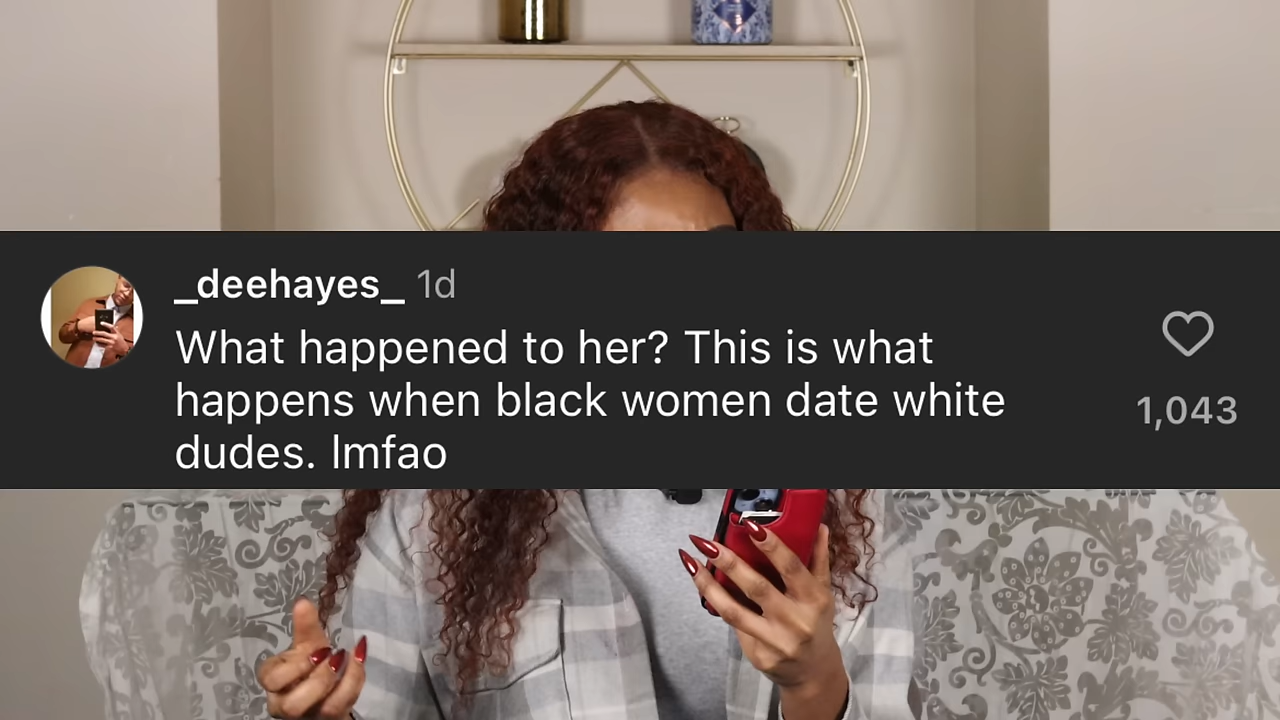 _deehayes_ 1d
What happened to her? This is what
happens when black women date white
dudes. lmfao
1,043